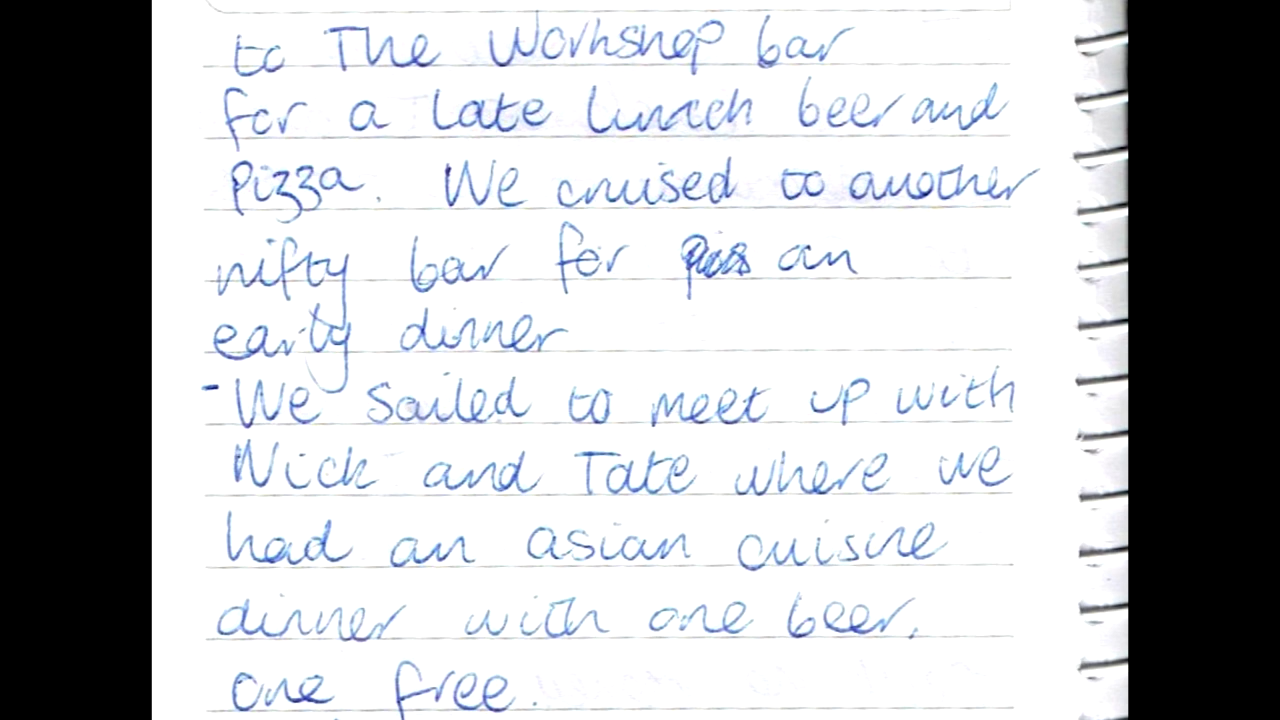 to The Workshop bar
for a late lunch beer and
pizza. We cruised to another
nifty bar for an
early dinner
- We sailed to meet up with
Nick and Tate where we
had an asian cuisine
dinner with one beer.
one free.